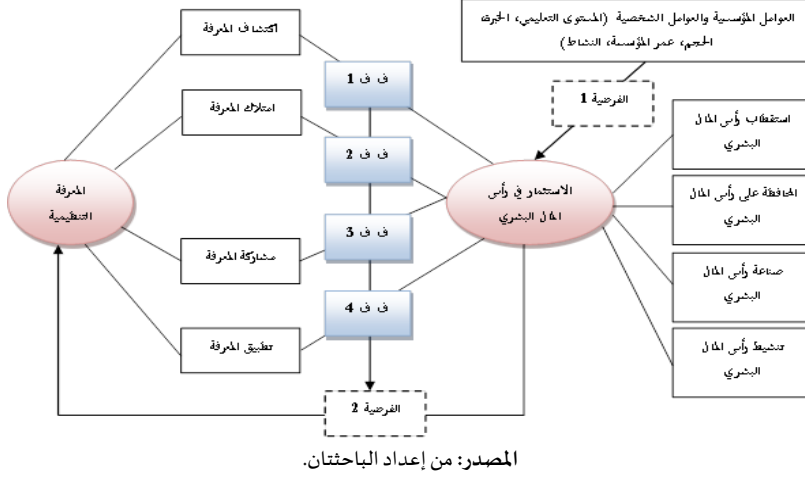 العوامل المؤسسية والعوامل الشخصية (المستوى التعليمي، الخبرة،
الحجم، عمر المؤسسة، النشاط)
الفرضية 1
استقطاب رأس المال
البشري
المحافظة على رأس المال
البشري
صناعة رأس المال
البشري
تنشيط رأس المال
البشري
الاستثمار في رأس
المال البشري
ف ف 1
ف ف 2
ف ف 3
ف ف 4
الفرضية 2
اكتشاف المعرفة
امتلاك المعرفة
مشاركة المعرفة
تطبيق المعرفة
المعرفة
التنظيمية
المصدر: من إعداد الباحثتان.